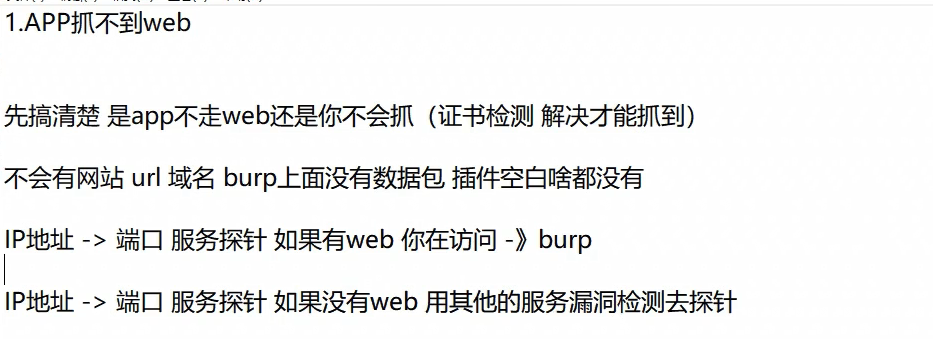 1.APP抓不到web
先搞清楚 是app不走web还是你不会抓（证书检测 解决才能抓到）
不会有网站 url 域名 burp上面没有数据包 插件空白啥都没有
IP地址 -> 端口 服务探针 如果有web 你在访问 -》burp
IP地址 -> 端口 服务探针 如果没有web 用其他的服务漏洞检测去探针